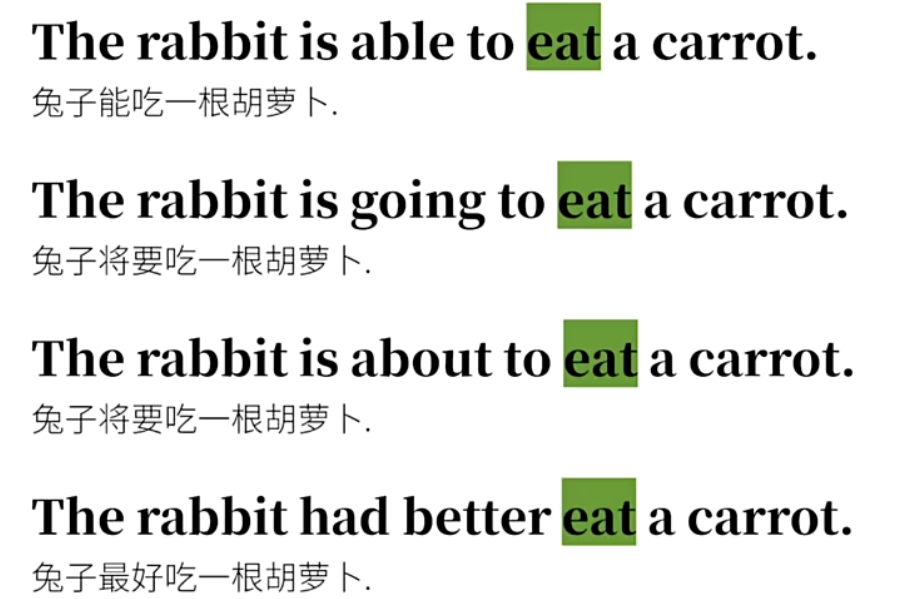 The rabbit is able to eat a carrot.
兔子能吃一根胡萝卜.
The rabbit is going to eat a carrot.
兔子将要吃一根胡萝卜.
The rabbit is about to eat a carrot.
兔子将要吃一根胡萝卜.
The rabbit had better eat a carrot.
兔子最好吃一根胡萝卜.